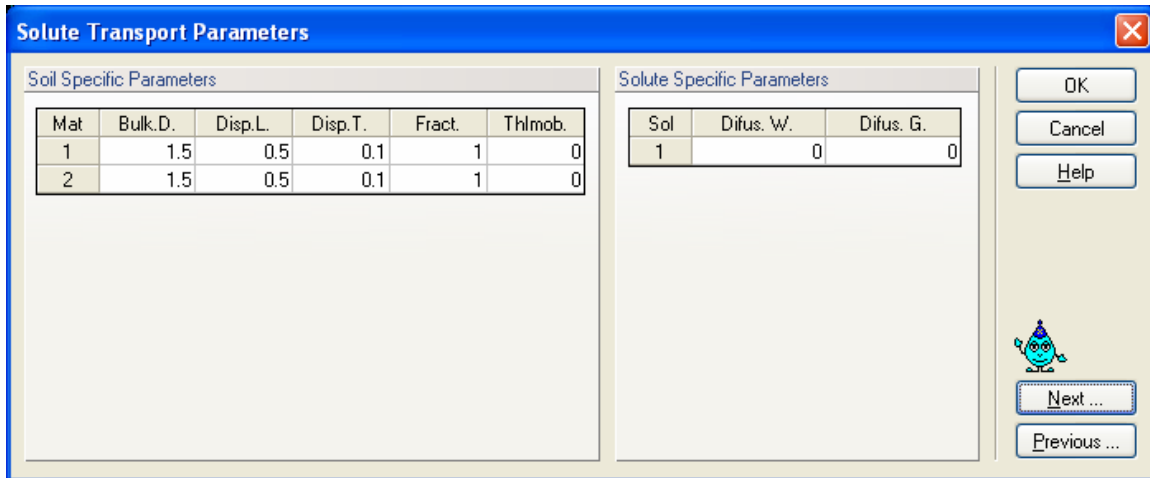 Solute Transport Parameters
Soil Specific Parameters
Mat Bulk.D. Disp.L. Disp.T. Fract. ThImob.
1 1.5 0.5 0.1 1 0
2 1.5 0.5 0.1 1 0
Solute Specific Parameters
Sol Difus. W. Difus. G.
1 0 0
OK
Cancel
Help
Next ...
Previous ...